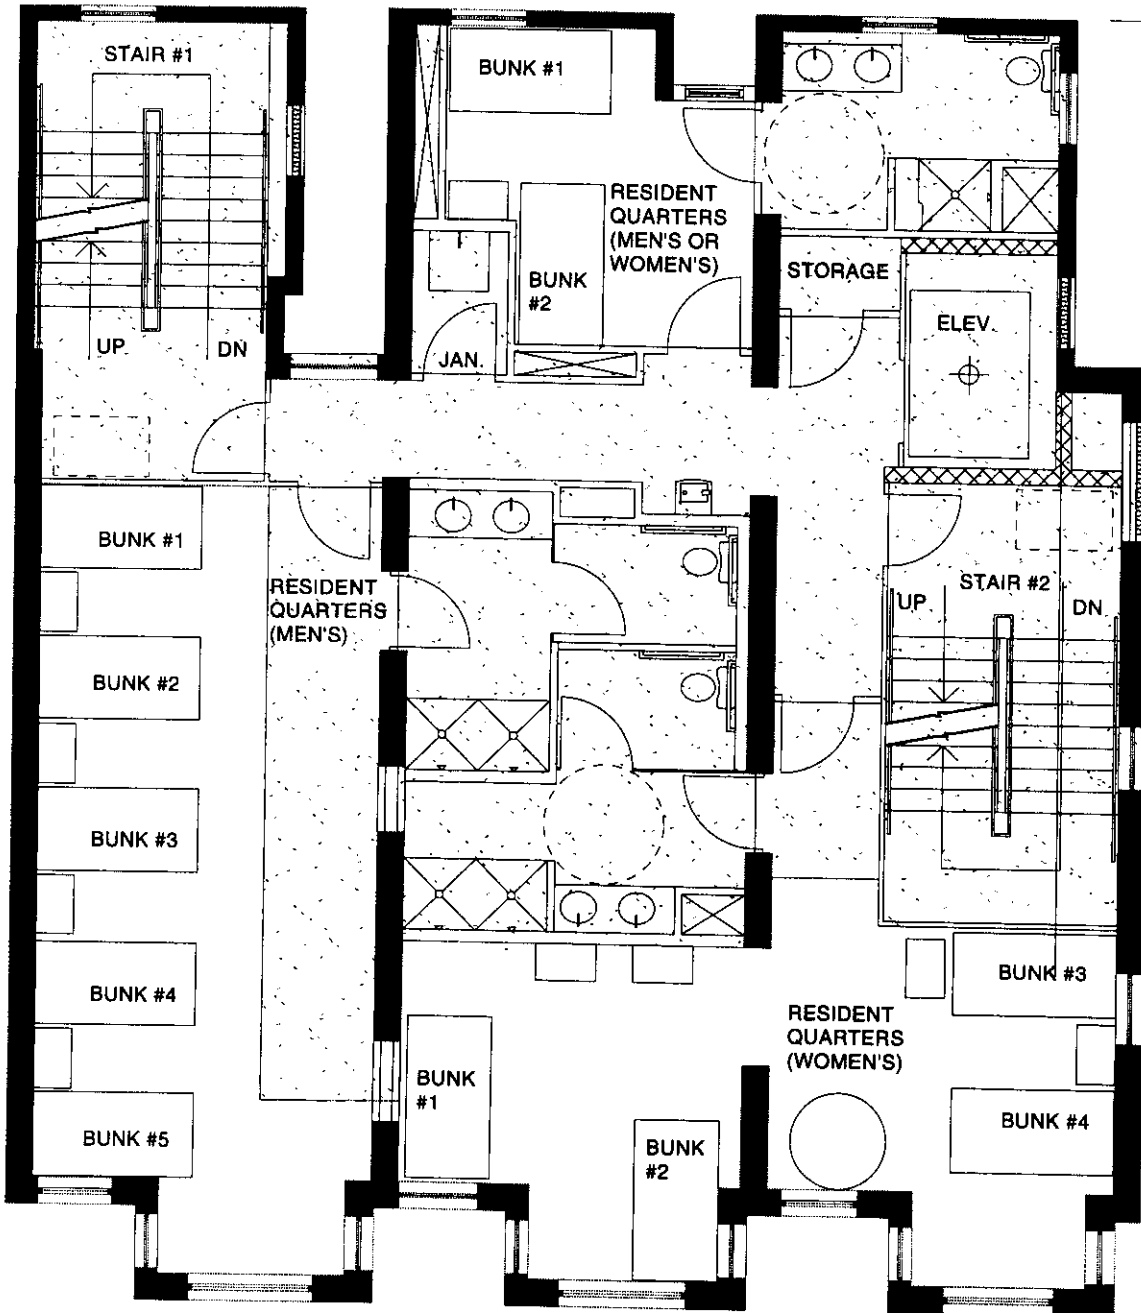 STAIR #1
BUNK #1
RESIDENT
QUARTERS
(MEN'S OR
WOMEN'S)
STORAGE
BUNK
#2
ELEV.
UP
DN
JAN.
BUNK #1
RESIDENT
QUARTERS
(MEN'S)
STAIR #2
UP
DN
BUNK #2
BUNK #3
BUNK #4
BUNK #3
RESIDENT
QUARTERS
(WOMEN'S)
BUNK
#1
BUNK #4
BUNK #5
BUNK
#2